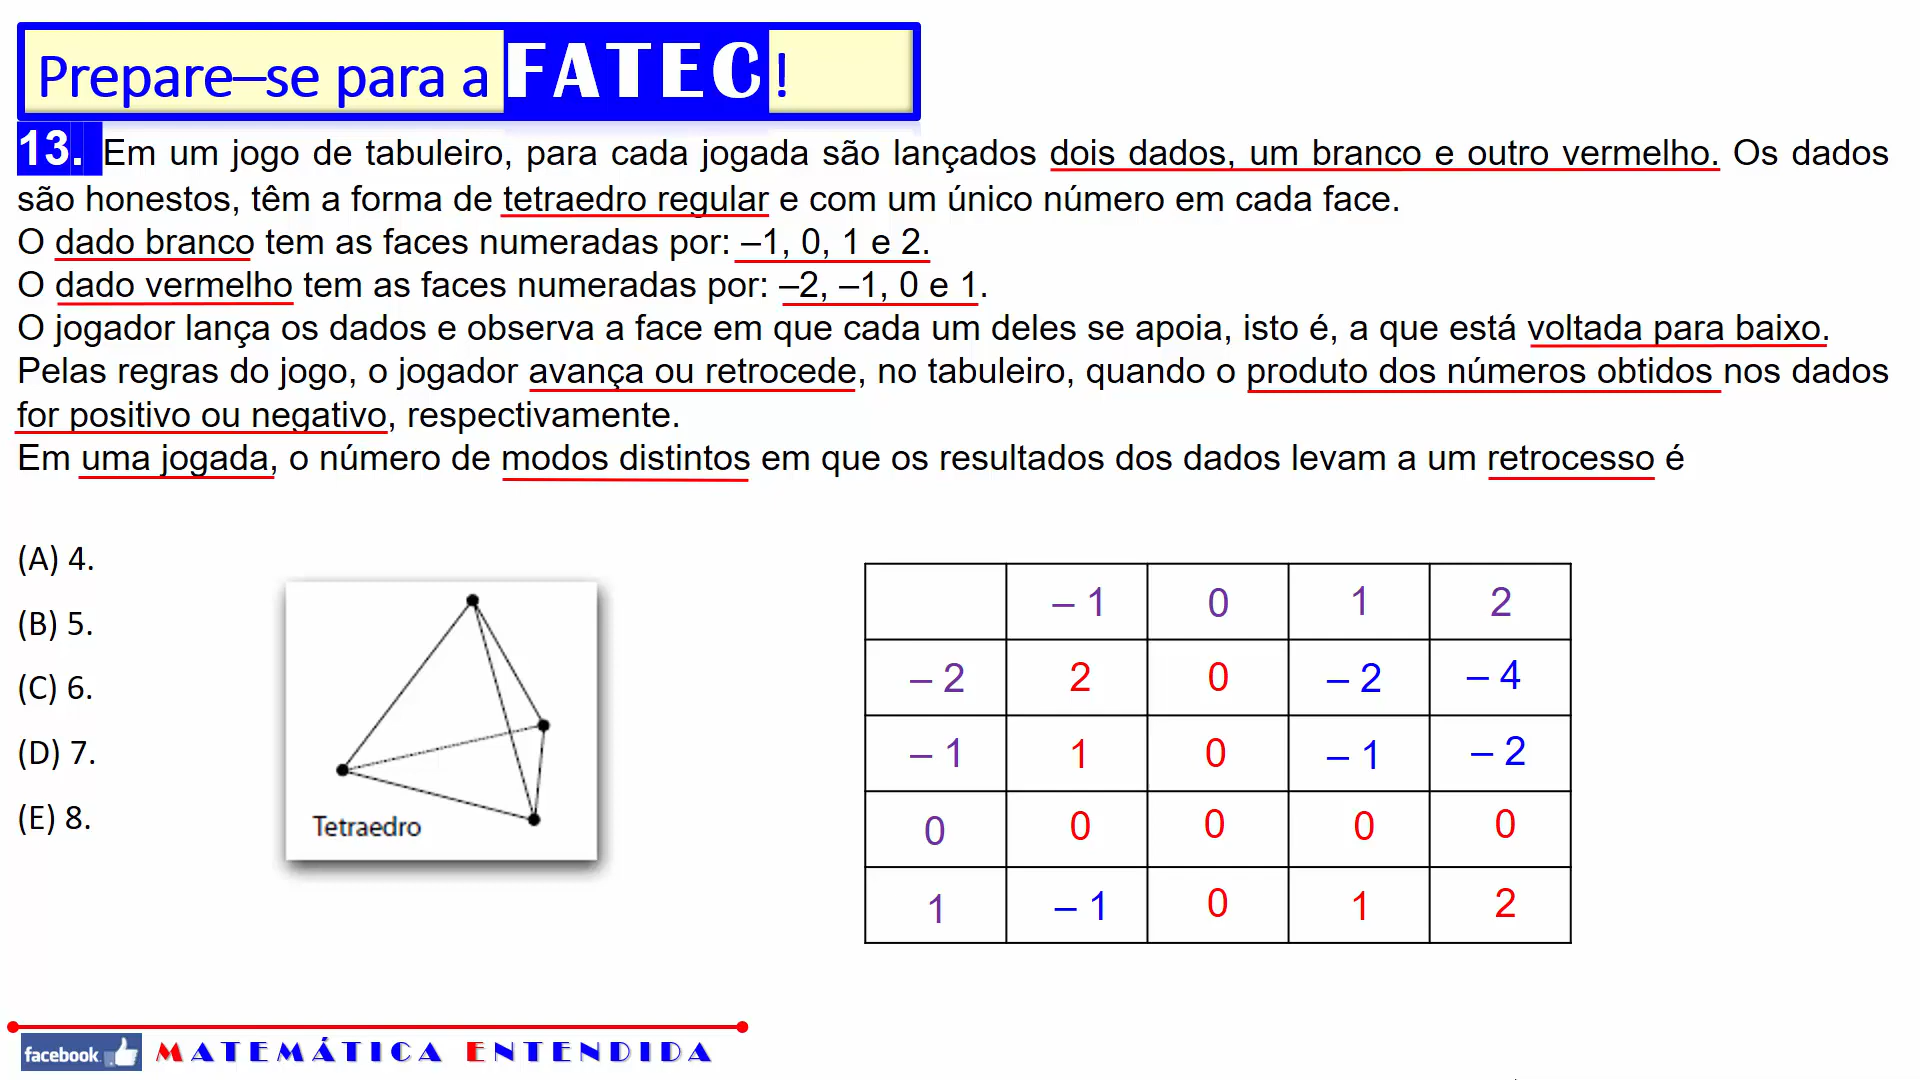 Prepare–se para a FATEC!
13. Em um jogo de tabuleiro, para cada jogada são lançados dois dados, um branco e outro vermelho. Os dados
são honestos, têm a forma de tetraedro regular e com um único número em cada face.
O dado branco tem as faces numeradas por: –1, 0, 1 e 2.
O dado vermelho tem as faces numeradas por: –2, –1, 0 e 1.
O jogador lança os dados e observa a face em que cada um deles se apoia, isto é, a que está voltada para baixo.
Pelas regras do jogo, o jogador avança ou retrocede, no tabuleiro, quando o produto dos números obtidos nos dados
for positivo ou negativo, respectivamente.
Em uma jogada, o número de modos distintos em que os resultados dos dados levam a um retrocesso é
(A) 4.
(B) 5.
(C) 6.
(D) 7.
(E) 8.
Tetraedro
– 1 0 1 2
– 2 2 0 – 2 – 4
– 1 1 0 – 1 – 2
0 0 0 0 0
1 – 1 0 1 2
facebook MATEMÁTICA ENTENDIDA